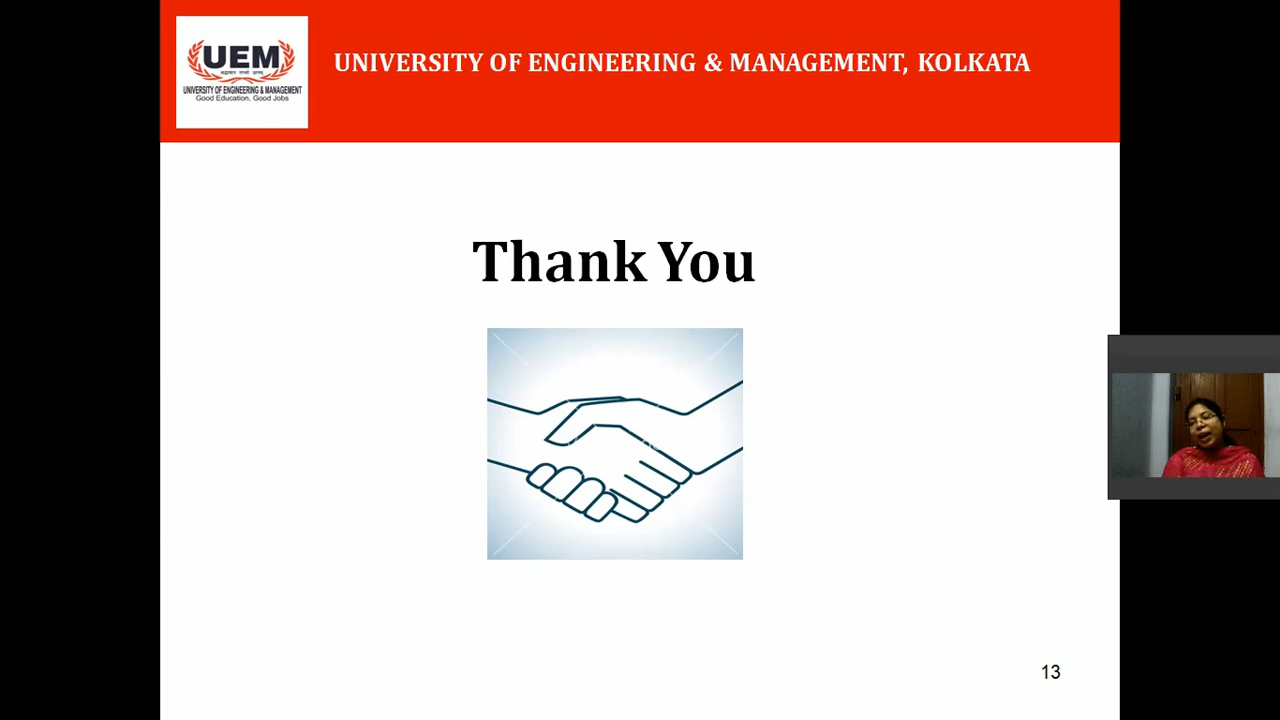 UEM
UNIVERSITY OF ENGINEERING & MANAGEMENT
Good Education, Good Jobs
UNIVERSITY OF ENGINEERING & MANAGEMENT, KOLKATA
Thank You
13